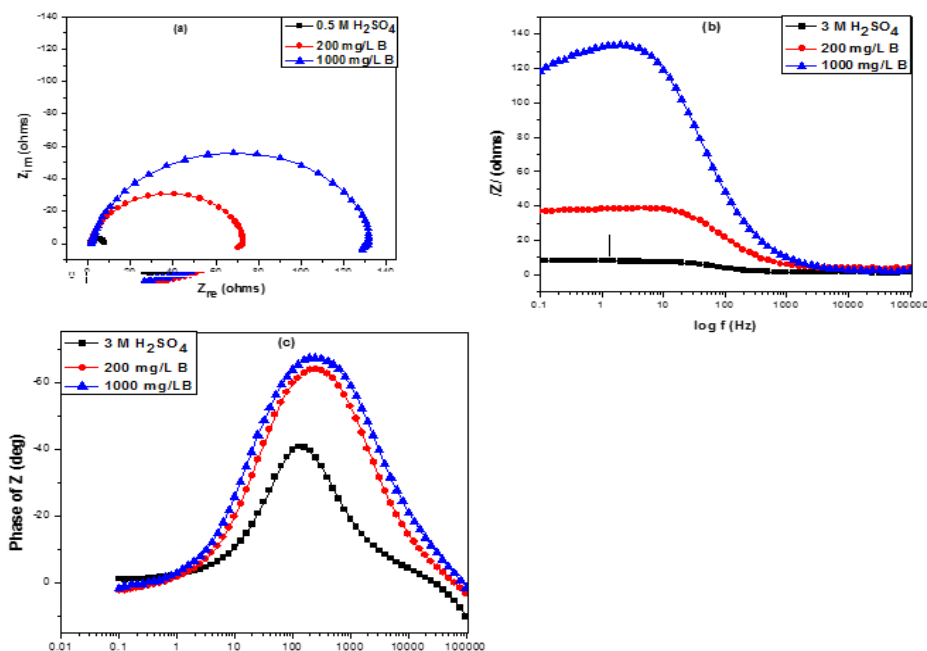 (a)
0.5 M H₂SO₄
200 mg/L B
1000 mg/L B
-140
-120
-100
-80
-60
-40
-20
0
Z_im (ohms)
0
20
40
60
80
100
120
140
Z_re (ohms)
(b)
3 M H₂SO₄
200 mg/L B
1000 mg/L B
140
120
100
80
60
40
20
0
/Z/ (ohms)
0.1
1
10
100
1000
10000
100000
log f (Hz)
(c)
3 M H₂SO₄
200 mg/L B
1000 mg/LB
-60
-40
-20
0
Phase of Z (deg)
0.01
0.1
1
10
100
1000
10000
100000